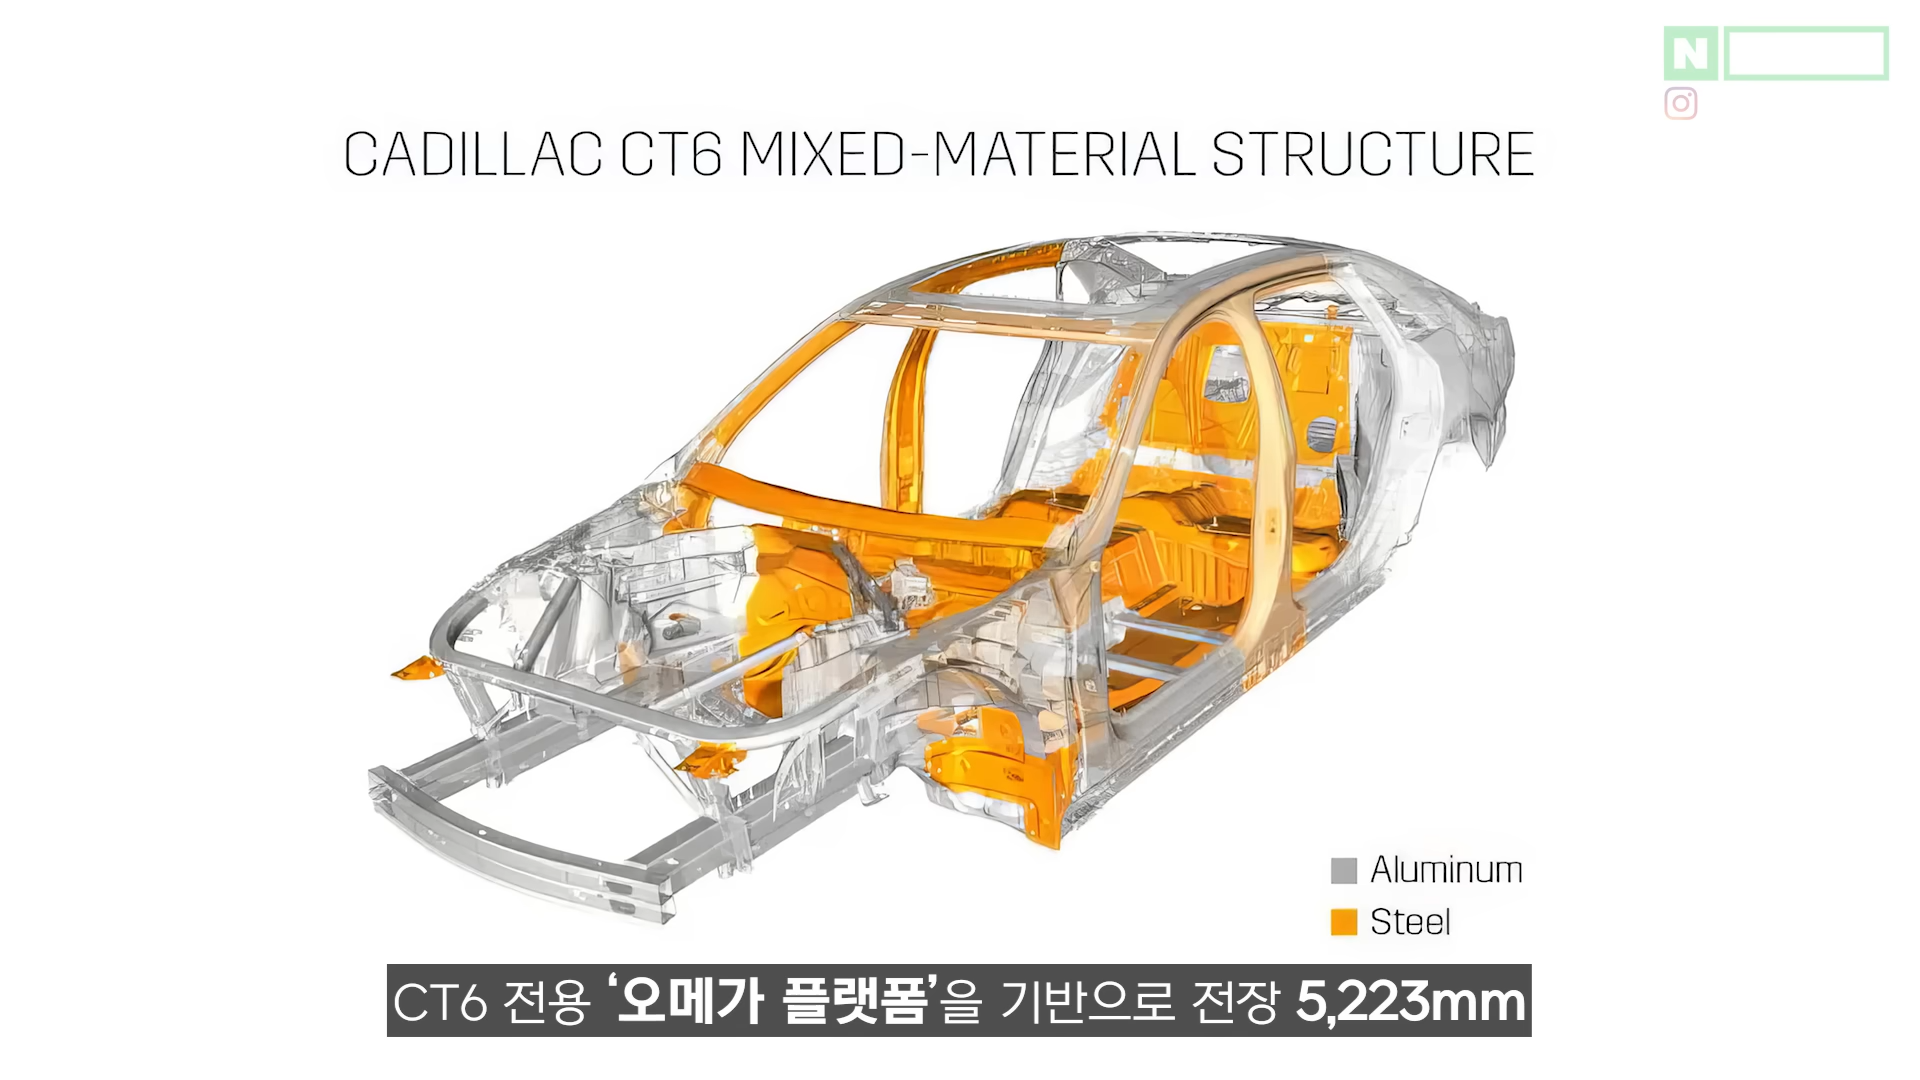 N
CADILLAC CT6 MIXED-MATERIAL STRUCTURE
Aluminum
Steel
CT6 전용 ‘오메가 플랫폼’을 기반으로 전장 5,223mm